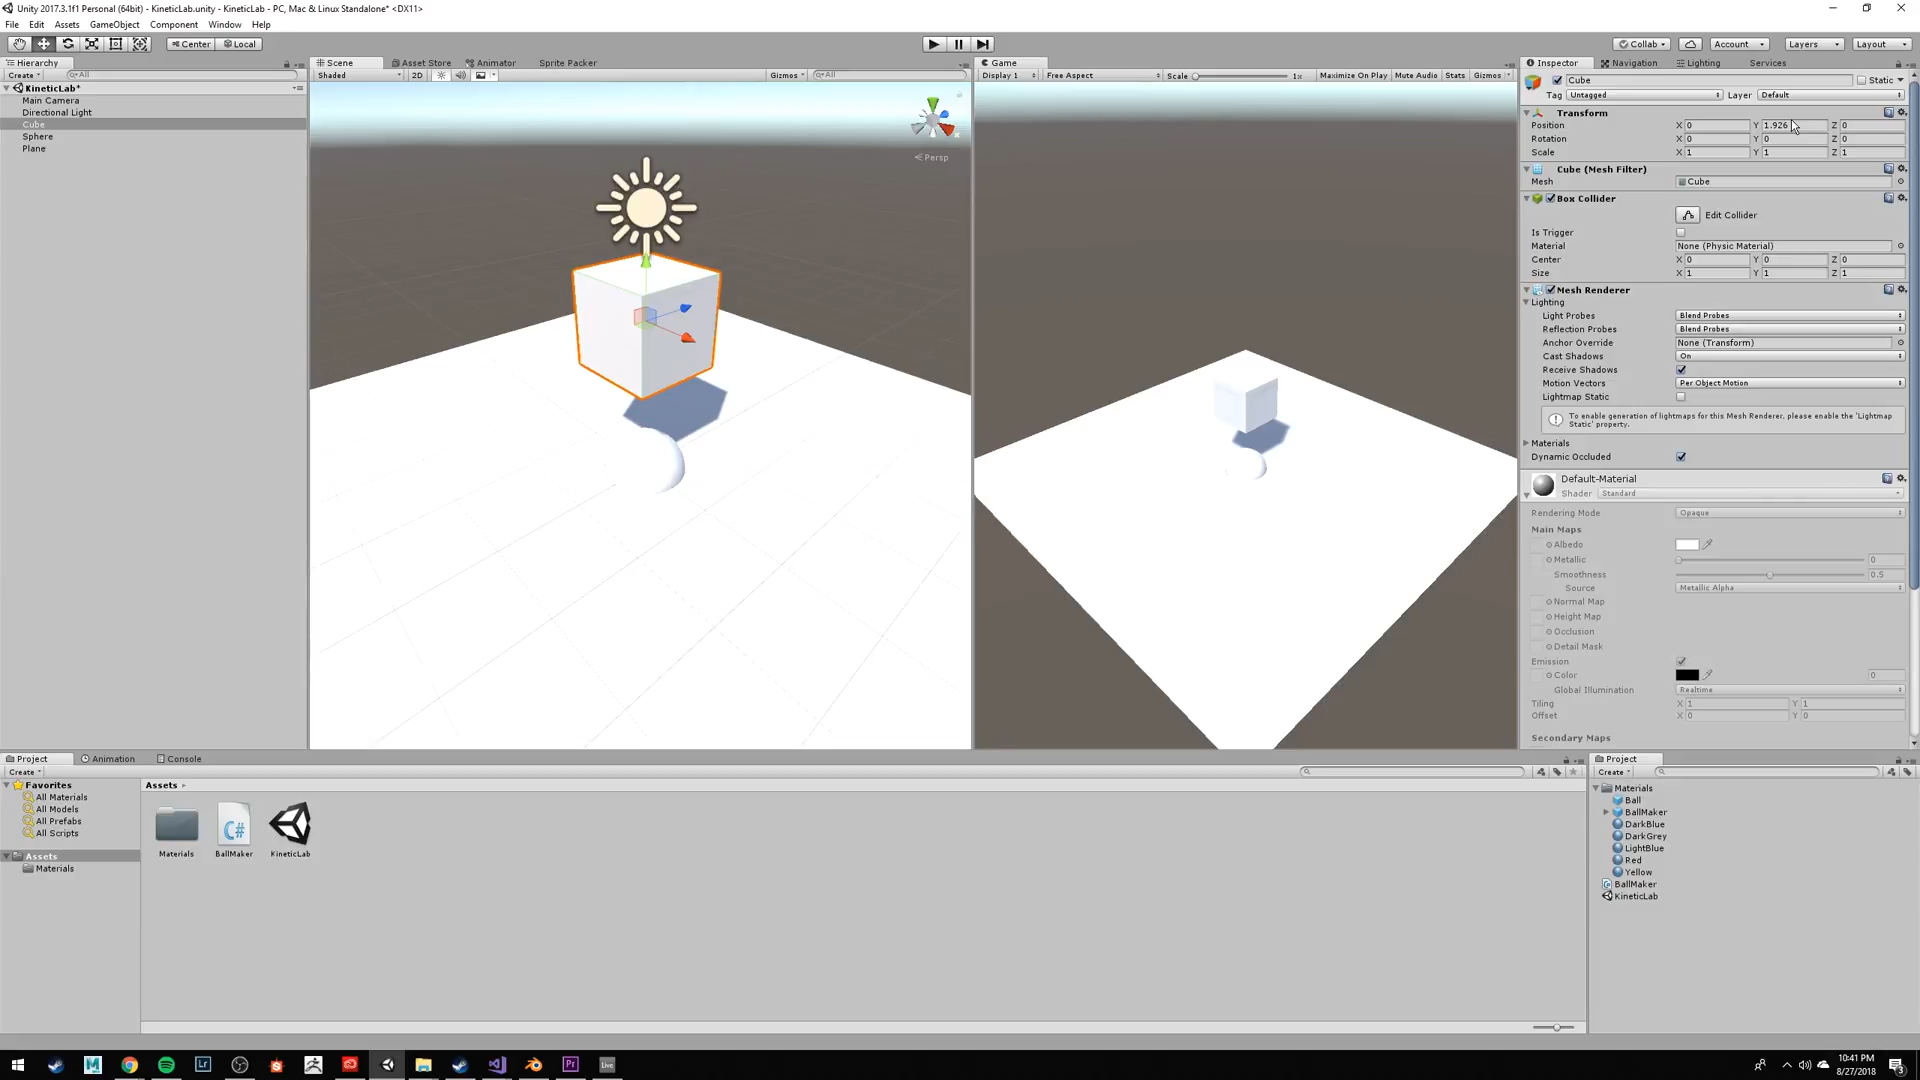 Unity 2017.3.1f1 Personal (64bit) - KineticLab.unity - KineticLab - PC, Mac & Linux Standalone* <DX11>
File Edit Assets GameObject Component Window Help
Center Local Collab Account Layers Layout
Hierarchy
Create All
KineticLab*
Main Camera
Directional Light
Cube
Sphere
Plane
Scene Asset Store Animator Sprite Packer
Shaded 2D Gizmos All
Persp
Game
Display 1 Free Aspect Scale 1x Maximize On Play Mute Audio Stats Gizmos
Inspector Navigation Lighting Services
Cube Static
Tag Untagged Layer Default
Transform
Position X 0 Y 1.926 Z 0
Rotation X 0 Y 0 Z 0
Scale X 1 Y 1 Z 1
Cube (Mesh Filter)
Mesh Cube
Box Collider
Edit Collider
Is Trigger
Material None (Physic Material)
Center X 0 Y 0 Z 0
Size X 1 Y 1 Z 1
Mesh Renderer
Lighting
Light Probes Blend Probes
Reflection Probes Blend Probes
Anchor Override None (Transform)
Cast Shadows On
Receive Shadows
Motion Vectors Per Object Motion
Lightmap Static
To enable generation of lightmaps for this Mesh Renderer, please enable the 'Lightmap
Static' property.
Materials
Dynamic Occluded
Default-Material
Shader Standard
Rendering Mode Opaque
Main Maps
Albedo
Metallic 0
Smoothness 0.5
Source Metallic Alpha
Normal Map
Height Map
Occlusion
Detail Mask
Emission
Color 0
Global Illumination Realtime
Tiling X 1 Y 1
Offset X 0 Y 0
Secondary Maps
Project Animation Console
Create
Favorites
All Materials
All Models
All Prefabs
All Scripts
Assets
Materials
Assets
C#
Materials BallMaker KineticLab
Project
Create
Materials
Ball
BallMaker
DarkBlue
DarkGrey
LightBlue
Red
Yellow
BallMaker
KineticLab
M Lr Pr Live
10:41 PM
8/27/2018
3